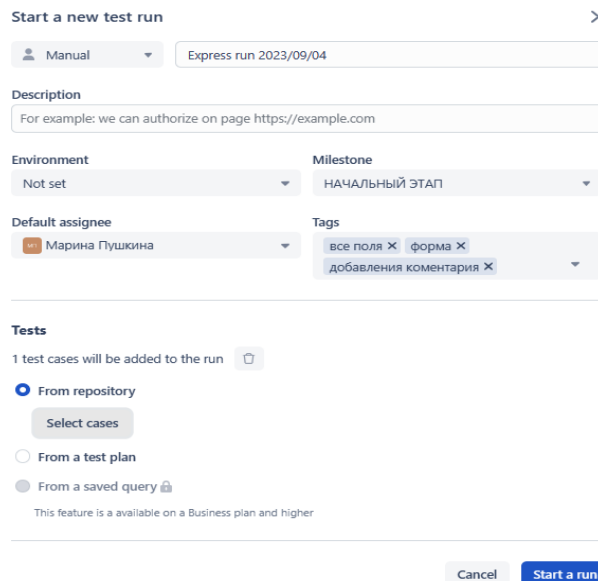 Start a new test run
Manual Express run 2023/09/04
Description
For example: we can authorize on page https://example.com
Environment Milestone
Not set НАЧАЛЬНЫЙ ЭТАП
Default assignee Tags
Марина Пушкина все поля × форма ×
добавления коментария ×
Tests
1 test cases will be added to the run
From repository
Select cases
From a test plan
From a saved query
This feature is a available on a Business plan and higher
Cancel Start a run